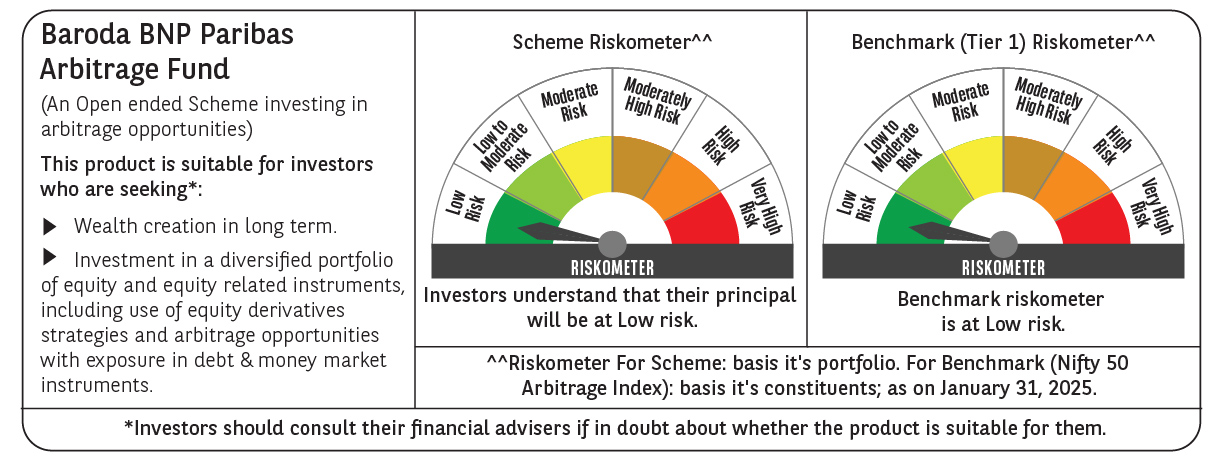 Baroda BNP Paribas
Arbitrage Fund
(An Open ended Scheme investing in
arbitrage opportunities)
This product is suitable for investors
who are seeking*:
▶ Wealth creation in long term.
▶ Investment in a diversified portfolio
of equity and equity related instruments,
including use of equity derivatives
strategies and arbitrage opportunities
with exposure in debt & money market
instruments.
Scheme Riskometer^^
Low
Risk
Low to
Moderate
Risk
Moderate
Risk
Moderately
High Risk
High
Risk
Very High
Risk
RISKOMETER
Investors understand that their principal
will be at Low risk.
Benchmark (Tier 1) Riskometer^^
Low
Risk
Low to
Moderate
Risk
Moderate
Risk
Moderately
High Risk
High
Risk
Very High
Risk
RISKOMETER
Benchmark riskometer
is at Low risk.
^^Riskometer For Scheme: basis it's portfolio. For Benchmark (Nifty 50
Arbitrage Index): basis it's constituents; as on January 31, 2025.
*Investors should consult their financial advisers if in doubt about whether the product is suitable for them.